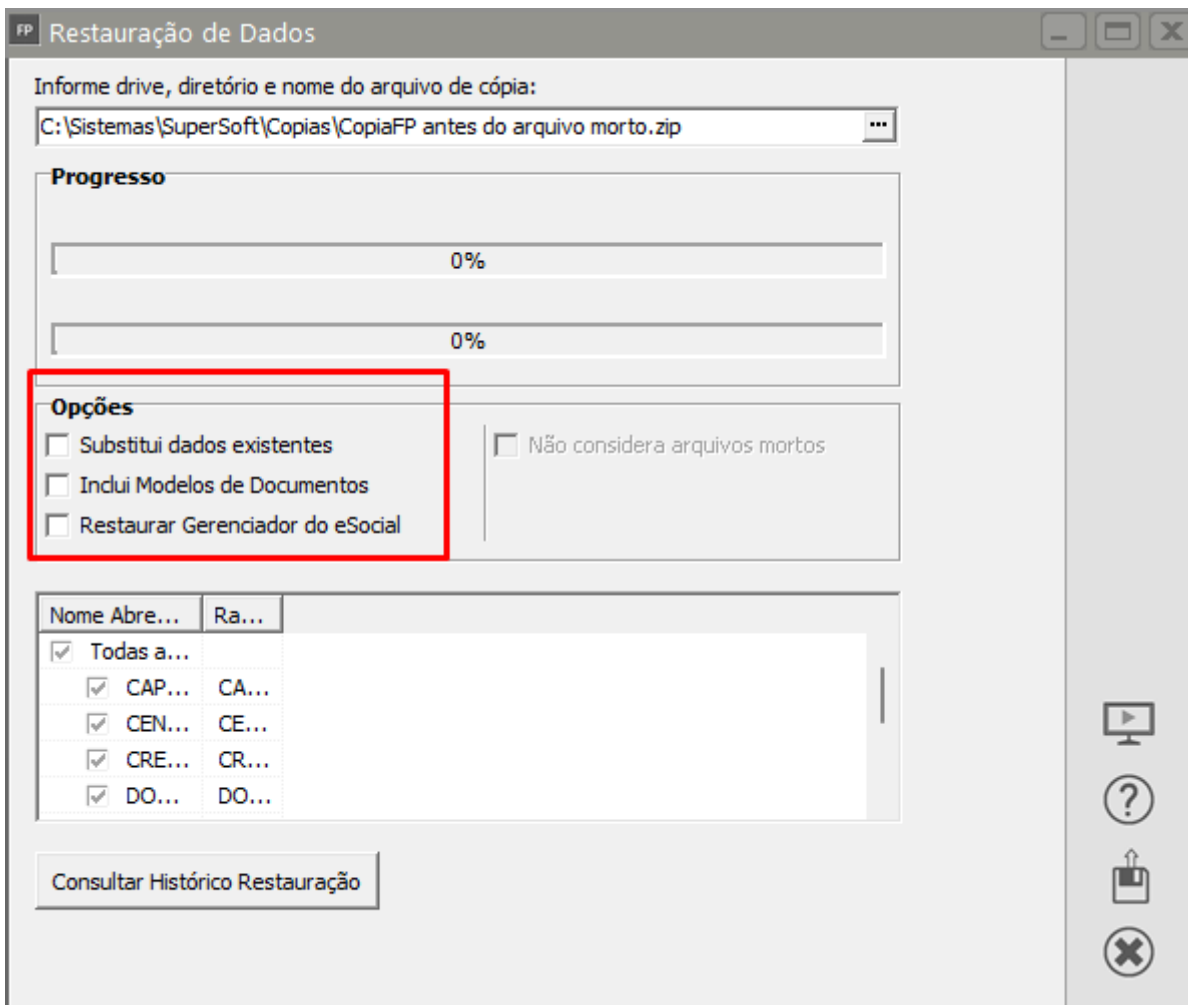 FP Restauração de Dados
Informe drive, diretório e nome do arquivo de cópia:
C:\Sistemas\SuperSoft\Copias\CopiaFP antes do arquivo morto.zip ...
Progresso
0%
0%
Opções
Substitui dados existentes
Não considera arquivos mortos
Inclui Modelos de Documentos
Restaurar Gerenciador do eSocial
Nome Abre... Ra...
Todas a...
CAP... CA...
CEN... CE...
CRE... CR...
DO... DO...
Consultar Histórico Restauração